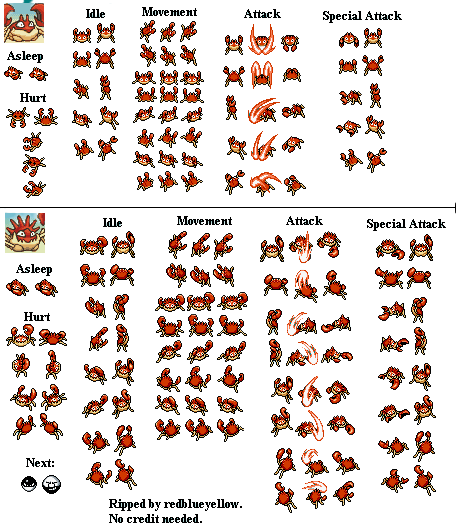 Idle
Movement
Attack
Special Attack
Asleep
Hurt
Idle
Movement
Attack
Special Attack
Asleep
Hurt
Next:
Ripped by redblueyellow.
No credit needed.